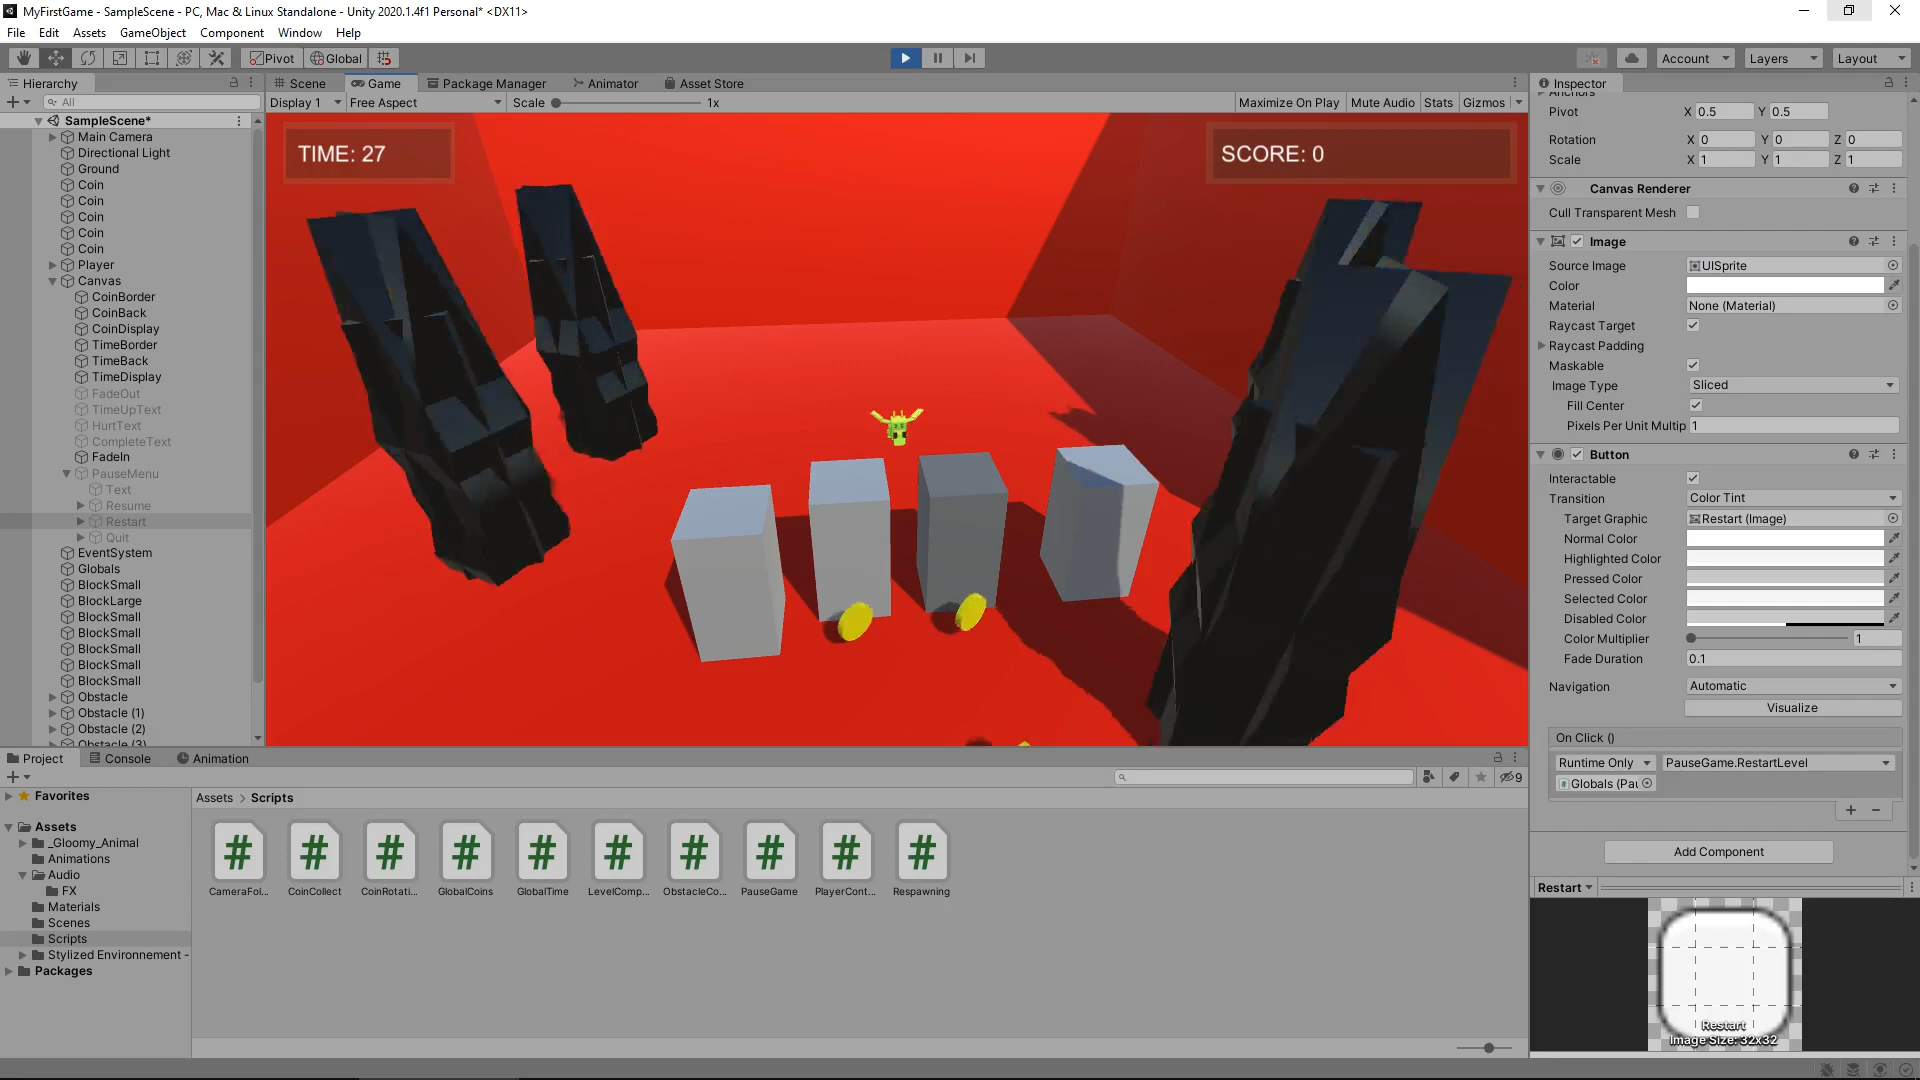 MyFirstGame - SampleScene - PC, Mac & Linux Standalone - Unity 2020.1.4f1 Personal* <DX11>
File Edit Assets GameObject Component Window Help
Pivot Global Account Layers Layout
Hierarchy
All
SampleScene*
Main Camera
Directional Light
Ground
Coin
Coin
Coin
Coin
Coin
Player
Canvas
CoinBorder
CoinBack
CoinDisplay
TimeBorder
TimeBack
TimeDisplay
FadeOut
TimeUpText
HurtText
CompleteText
FadeIn
PauseMenu
Text
Resume
Restart
Quit
EventSystem
Globals
BlockSmall
BlockLarge
BlockSmall
BlockSmall
BlockSmall
BlockSmall
BlockSmall
Obstacle
Obstacle (1)
Obstacle (2)
Obstacle (3)
Scene Game Package Manager Animator Asset Store
Display 1 Free Aspect Scale 1x Maximize On Play Mute Audio Stats Gizmos
TIME: 27
SCORE: 0
Inspector
Anchors
Pivot X 0.5 Y 0.5
Rotation X 0 Y 0 Z 0
Scale X 1 Y 1 Z 1
Canvas Renderer
Cull Transparent Mesh
Image
Source Image UISprite
Color
Material None (Material)
Raycast Target
Raycast Padding
Maskable
Image Type Sliced
Fill Center
Pixels Per Unit Multip 1
Button
Interactable
Transition Color Tint
Target Graphic Restart (Image)
Normal Color
Highlighted Color
Pressed Color
Selected Color
Disabled Color
Color Multiplier 1
Fade Duration 0.1
Navigation Automatic
Visualize
On Click ()
Runtime Only PauseGame.RestartLevel
Globals (Pau
Add Component
Restart
Restart
Image Size: 32x32
Project Console Animation
9
Favorites
Assets
_Gloomy_Animal
Animations
Audio
FX
Materials
Scenes
Scripts
Stylized Environnement -
Packages
Assets > Scripts
CameraFol... CoinCollect CoinRotati... GlobalCoins GlobalTime LevelComp... ObstacleCo... PauseGame PlayerCont... Respawning